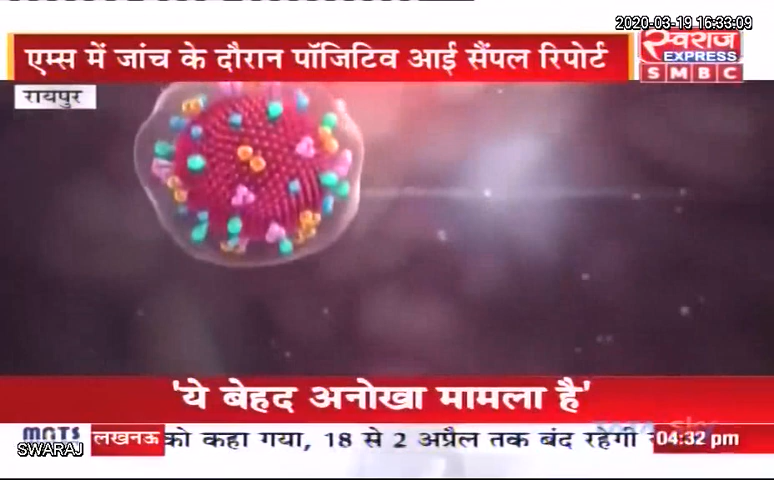 2020-03-19 16:33:09
एम्स में जांच के दौरान पॉजिटिव आई सैंपल रिपोर्ट
स्वराज
EXPRESS
SMBC
रायपुर
'ये बेहद अनोखा मामला है'
लखनऊ को कहा गया, 18 से 2 अप्रैल तक बंद रहेगी
04:32 pm
SWARAJ